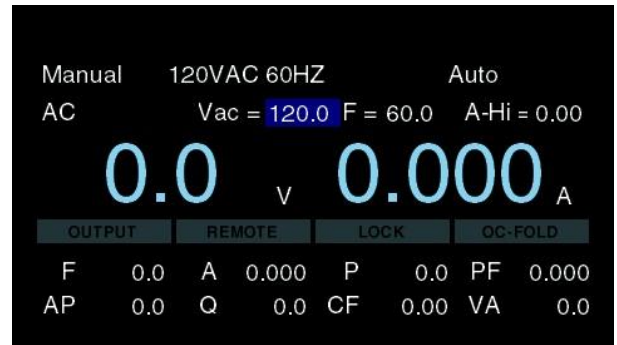 Manual 120VAC 60HZ Auto
AC Vac = 120.0 F = 60.0 A-Hi = 0.00
0.0 V 0.000 A
OUTPUT REMOTE LOCK OC-FOLD
F 0.0 A 0.000 P 0.0 PF 0.000
AP 0.0 Q 0.0 CF 0.00 VA 0.0